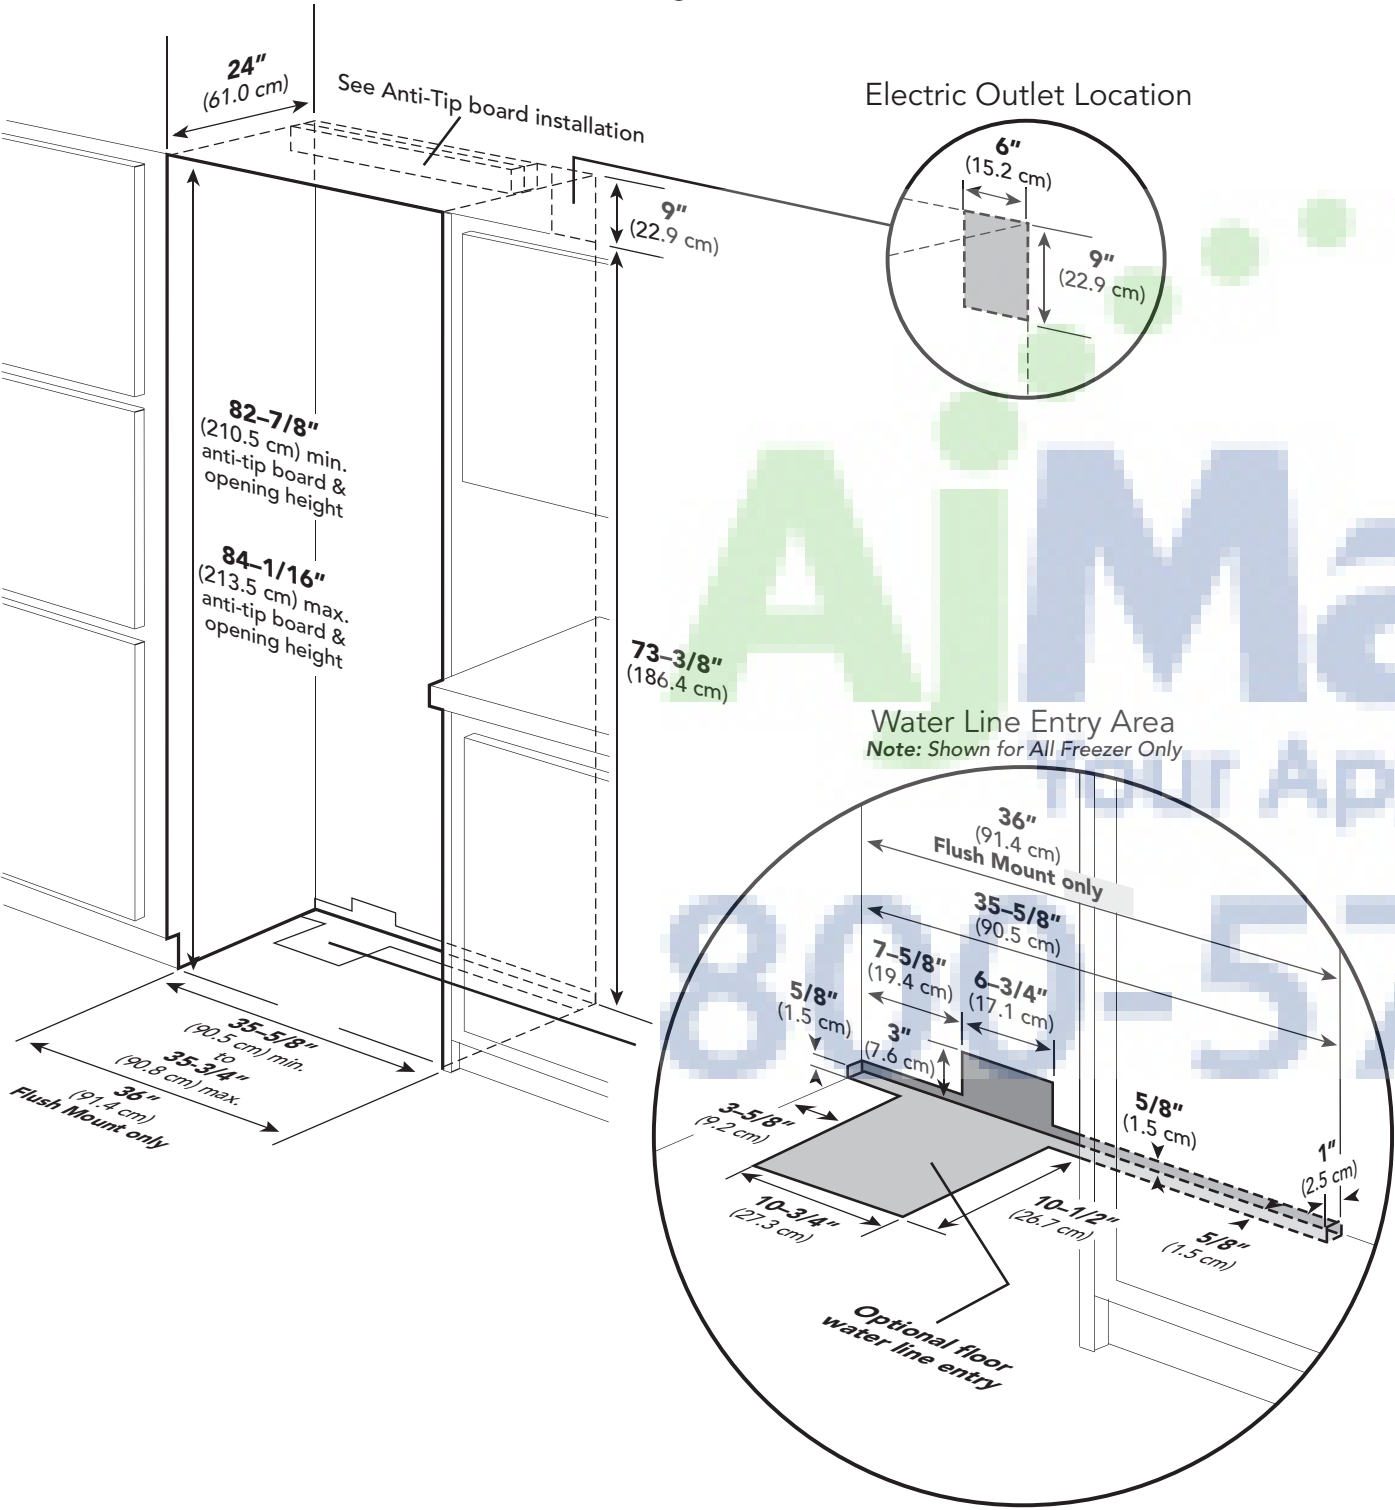 24"
(61.0 cm)
See Anti-Tip board installation
9"
(22.9 cm)
82–7/8"
(210.5 cm) min.
anti-tip board &
opening height
84–1/16"
(213.5 cm) max.
anti-tip board &
opening height
73–3/8"
(186.4 cm)
35–5/8"
(90.5 cm) min.
to
35-3/4"
(90.8 cm) max.
36"
(91.4 cm)
Flush Mount only
Electric Outlet Location
6"
(15.2 cm)
9"
(22.9 cm)
AjMa
Your Ap
800-57
Water Line Entry Area
Note: Shown for All Freezer Only
36"
(91.4 cm)
Flush Mount only
35–5/8"
(90.5 cm)
7–5/8"
(19.4 cm)
6–3/4"
(17.1 cm)
5/8"
(1.5 cm)
3"
(7.6 cm)
3–5/8"
(9.2 cm)
10–3/4"
(27.3 cm)
10–1/2"
(26.7 cm)
5/8"
(1.5 cm)
1"
(2.5 cm)
5/8"
(1.5 cm)
Optional floor
water line entry